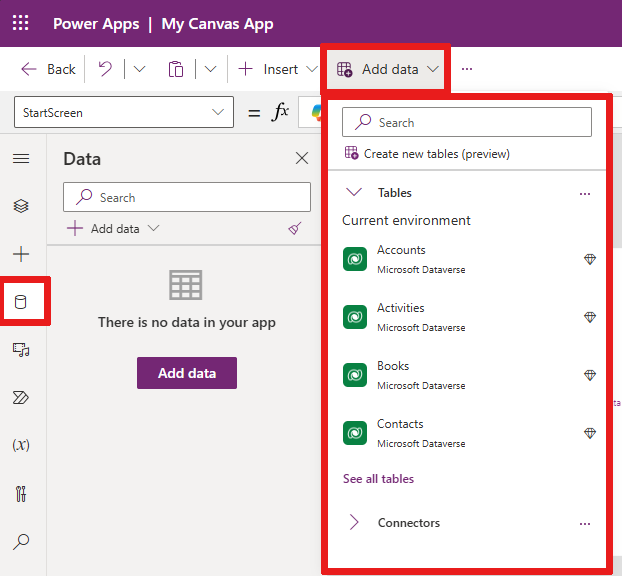 Power Apps | My Canvas App
Back
Insert
Add data
...
StartScreen
= fx
Data
Search
Add data
There is no data in your app
Add data
(x)
Search
Create new tables (preview)
Tables
...
Current environment
Accounts
Microsoft Dataverse
Activities
Microsoft Dataverse
Books
Microsoft Dataverse
Contacts
Microsoft Dataverse
See all tables
Connectors
...